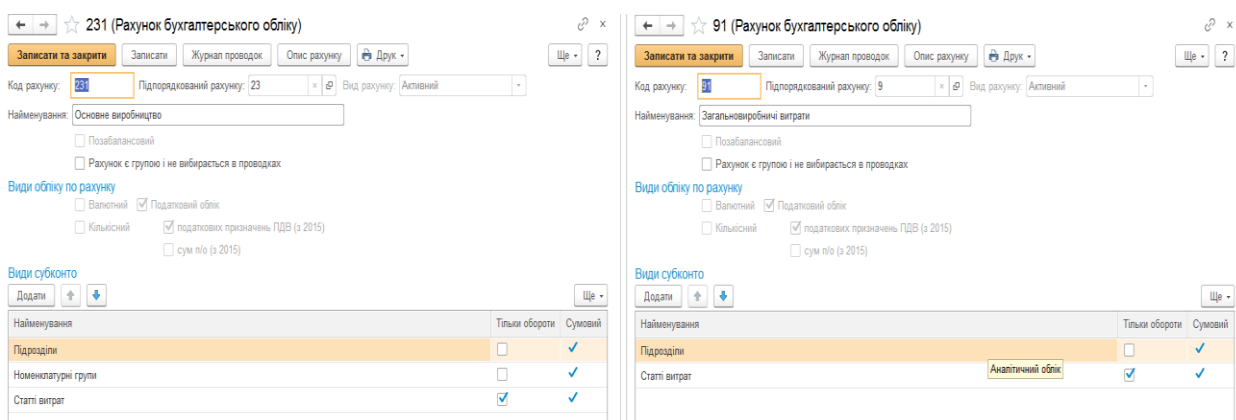 231 (Рахунок бухгалтерського обліку)
Записати та закрити Записати Журнал проводок Опис рахунку Друк Ще ?
Код рахунку: 231 Підпорядкований рахунку: 23 Вид рахунку: Активний
Найменування: Основне виробництво
Позабалансовий
Рахунок є групою і не вибирається в проводках
Види обліку по рахунку
Валютний Податковий облік
Кількісний податкових призначень ПДВ (з 2015)
сум п/о (з 2015)
Види субконто
Додати Ще
Найменування Тільки обороти Сумовий
Підрозділи
Номенклатурні групи
Статті витрат
91 (Рахунок бухгалтерського обліку)
Записати та закрити Записати Журнал проводок Опис рахунку Друк Ще ?
Код рахунку: 91 Підпорядкований рахунку: 9 Вид рахунку: Активний
Найменування: Загальновиробничі витрати
Позабалансовий
Рахунок є групою і не вибирається в проводках
Види обліку по рахунку
Валютний Податковий облік
Кількісний податкових призначень ПДВ (з 2015)
сум п/о (з 2015)
Види субконто
Додати Ще
Найменування Тільки обороти Сумовий
Підрозділи
Аналітичний облік
Статті витрат